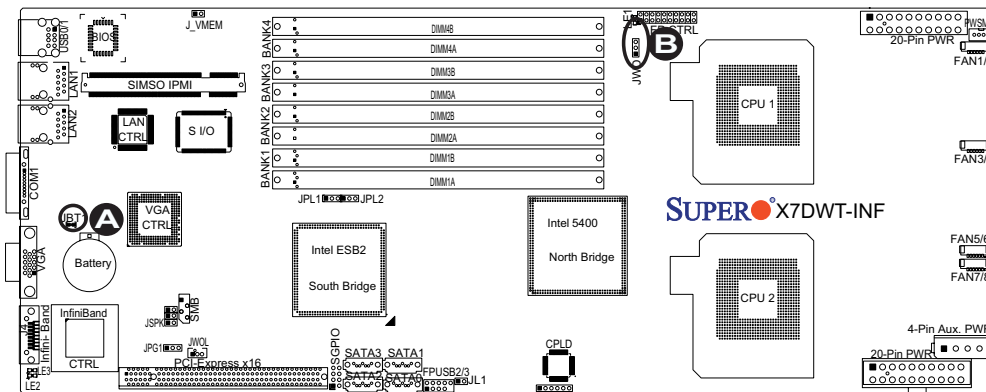 J_VMEM
USB0/1
BIOS
LAN1
SIMSO IPMI
LAN2
LAN
CTRL
S I/O
BANK4
BANK3
BANK2
BANK1
DIMM4B
DIMM4A
DIMM3B
DIMM3A
DIMM2B
DIMM2A
DIMM1B
DIMM1A
B
JWD
20-Pin PWR
FAN1/
CPU 1
FAN3/
COM1
JBT1
A
VGA
CTRL
JPL1
JPL2
SUPER X7DWT-INF
Battery
VGA
Intel ESB2
South Bridge
Intel 5400
North Bridge
FAN5/6
FAN7/8
CPU 2
J4
Infini- Band
InfiniBand
CTRL
SMB
JSPK
JPG1
JWOL
PCI-Express x16
SGPIO
SATA3
SATA1
FPUSB2/3
JL1
CPLD
4-Pin Aux. PWR
20-Pin PWR
LE3
LE2